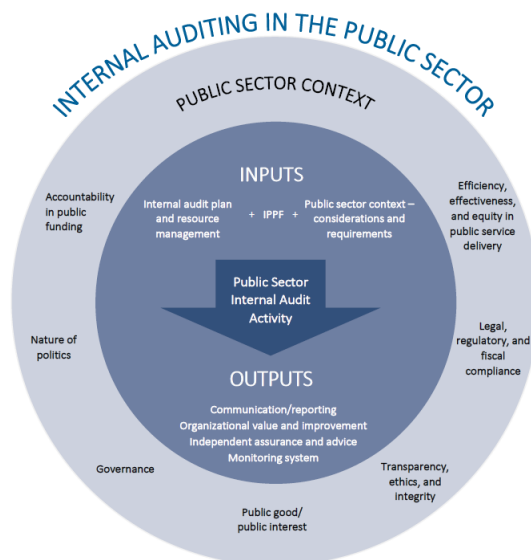 INTERNAL AUDITING IN THE PUBLIC SECTOR
PUBLIC SECTOR CONTEXT
INPUTS
Internal audit plan
and resource
management
+ IPPF +
Public sector context –
considerations and
requirements
Public Sector
Internal Audit
Activity
OUTPUTS
Communication/reporting
Organizational value and improvement
Independent assurance and advice
Monitoring system
Accountability
in public
funding
Nature of
politics
Governance
Public good/
public interest
Transparency,
ethics, and
integrity
Legal,
regulatory, and
fiscal
compliance
Efficiency,
effectiveness,
and equity in
public service
delivery